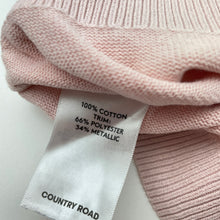 100% COTTON
TRIM:
66% POLYESTER
34% METALLIC
COUNTRY ROAD